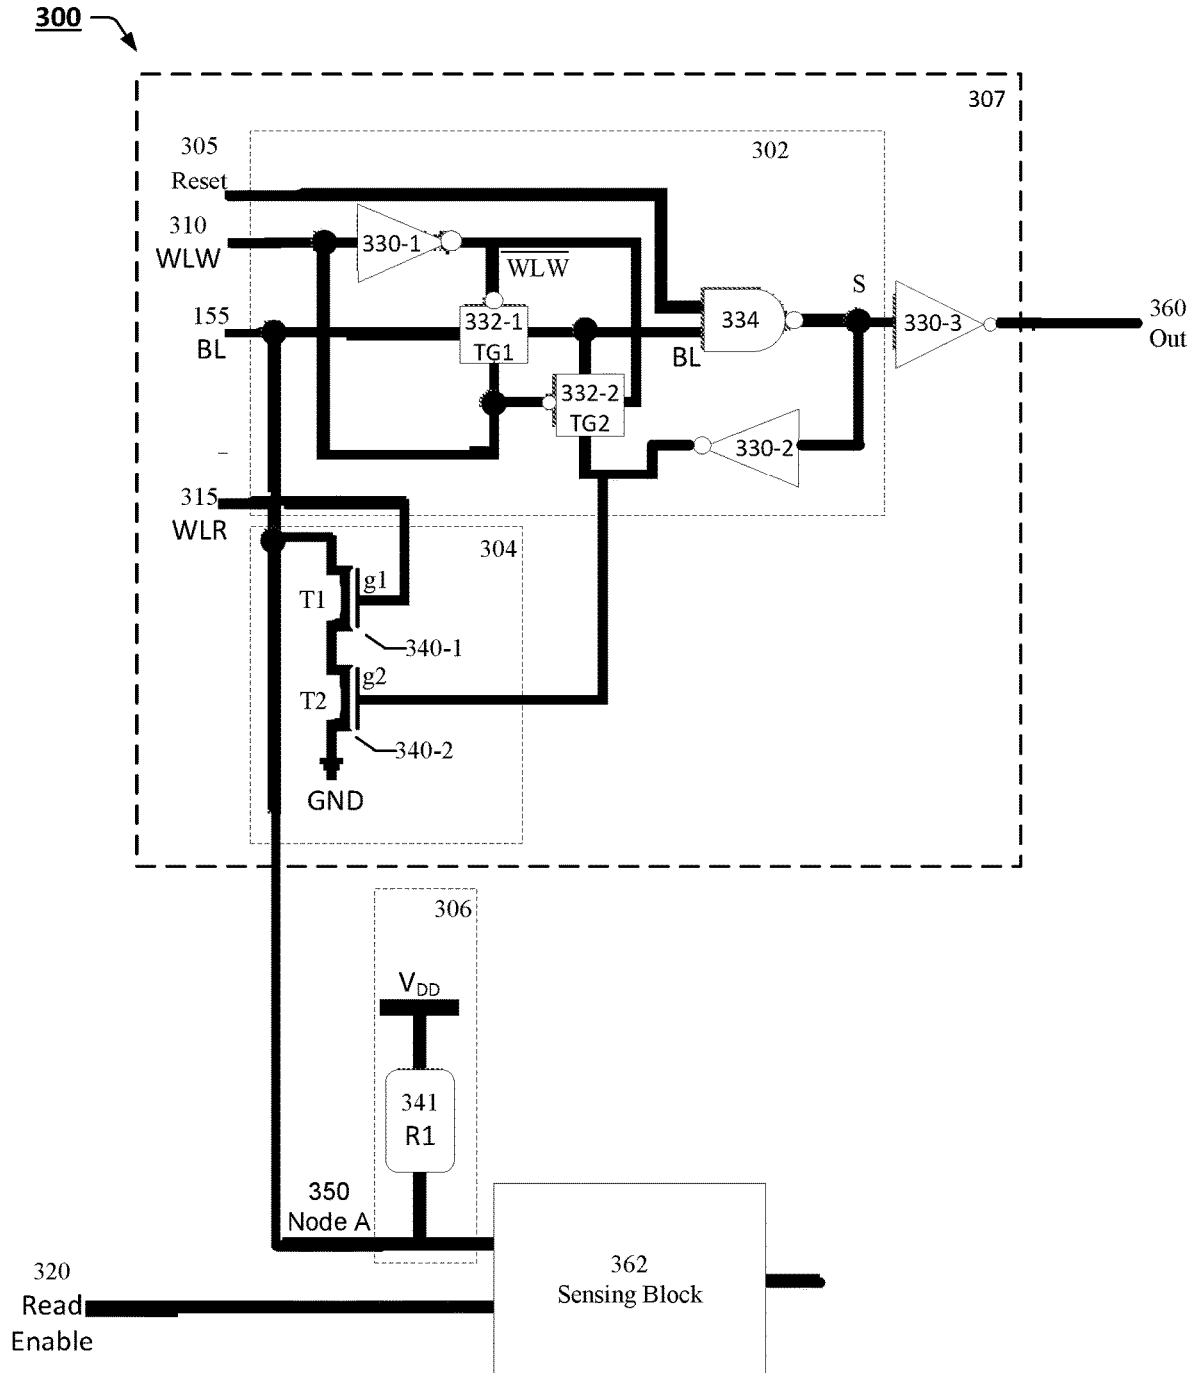 300
307
305
302
Reset
310
330-1
WLW
WLW
S
155
332-1
334
330-3
360
BL
TG1
BL
Out
332-2
TG2
330-2
315
WLR
304
g1
T1
340-1
g2
T2
340-2
GND
306
VDD
341
R1
350
Node A
320
362
Read
Sensing Block
Enable